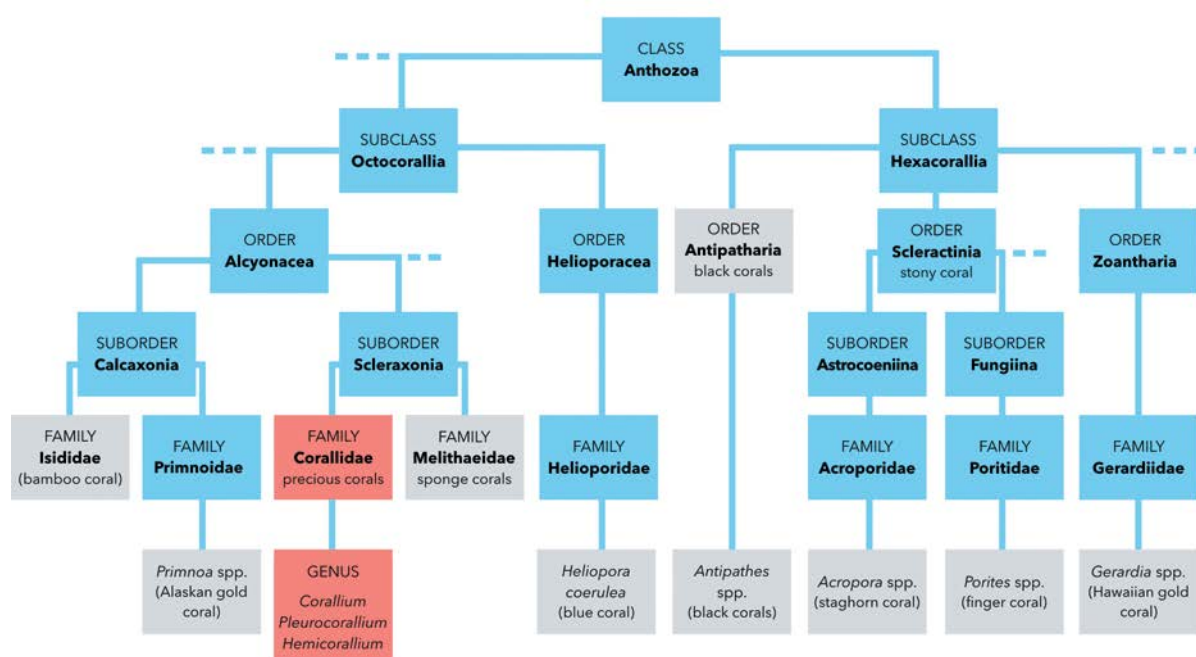 CLASS
Anthozoa
SUBCLASS
Octocorallia
SUBCLASS
Hexacorallia
ORDER
Alcyonacea
ORDER
Helioporacea
ORDER
Antipatharia
black corals
ORDER
Scleractinia
stony coral
ORDER
Zoantharia
SUBORDER
Calcaxonia
SUBORDER
Scleraxonia
SUBORDER
Astrocoeniina
SUBORDER
Fungiina
FAMILY
Isididae
(bamboo coral)
FAMILY
Primnoidae
FAMILY
Corallidae
precious corals
FAMILY
Melithaeidae
sponge corals
FAMILY
Helioporidae
FAMILY
Acroporidae
FAMILY
Poritidae
FAMILY
Gerardiidae
Primnoa spp.
(Alaskan gold
coral)
GENUS
Corallium
Pleurocorallium
Hemicorallium
Heliopora
coerulea
(blue coral)
Antipathes
spp.
(black corals)
Acropora spp.
(staghorn coral)
Porites spp.
(finger coral)
Gerardia spp.
(Hawaiian gold
coral)